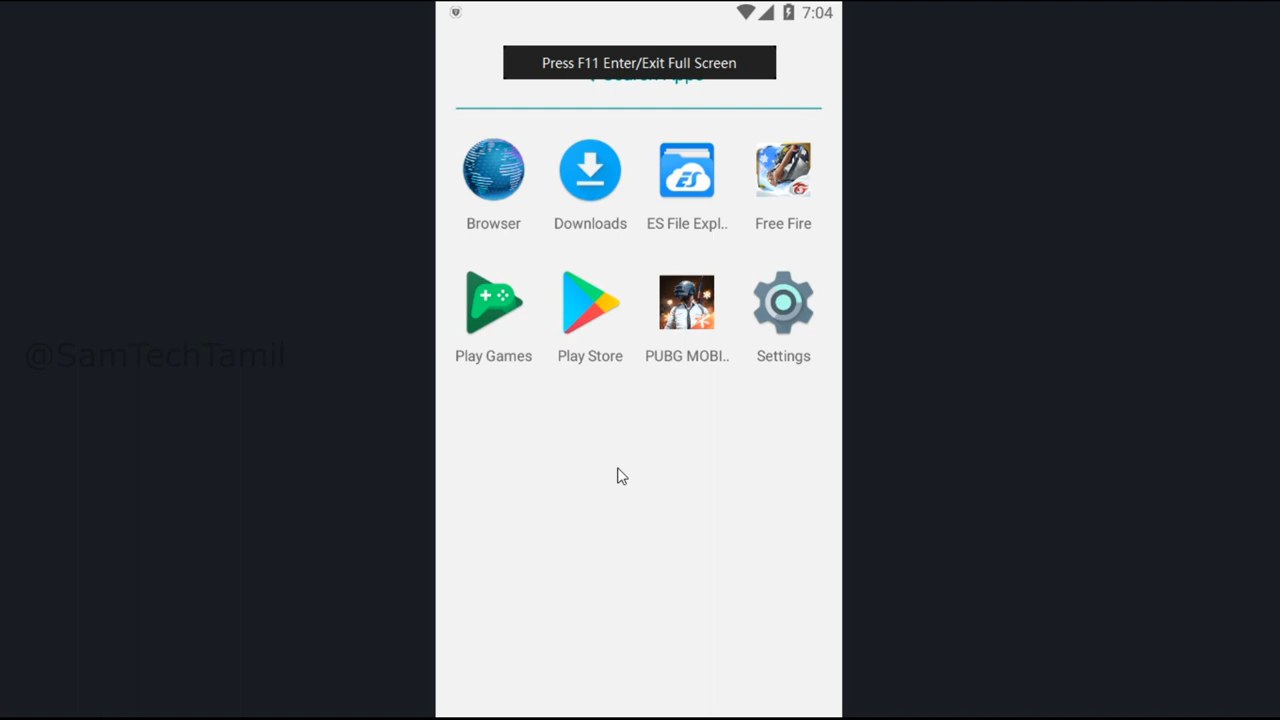 7:04
Press F11 Enter/Exit Full Screen
Browser
Downloads
ES File Expl..
Free Fire
Play Games
Play Store
PUBG MOBI..
Settings
@SamTechTamil